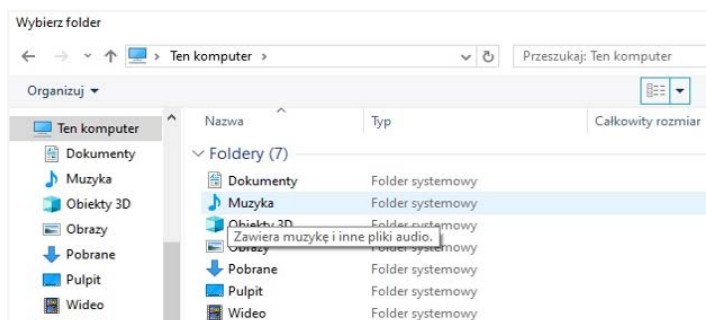 Wybierz folder
Ten komputer
Przeszukaj: Ten komputer
Organizuj
Ten komputer
Dokumenty
Muzyka
Obiekty 3D
Obrazy
Pobrane
Pulpit
Wideo
Nazwa Typ Całkowity rozmiar
Foldery (7)
Dokumenty Folder systemowy
Muzyka Folder systemowy
Obiekty 3D Folder systemowy
Zawiera muzykę i inne pliki audio.
Obrazy Folder systemowy
Pobrane Folder systemowy
Pulpit Folder systemowy
Wideo Folder systemowy